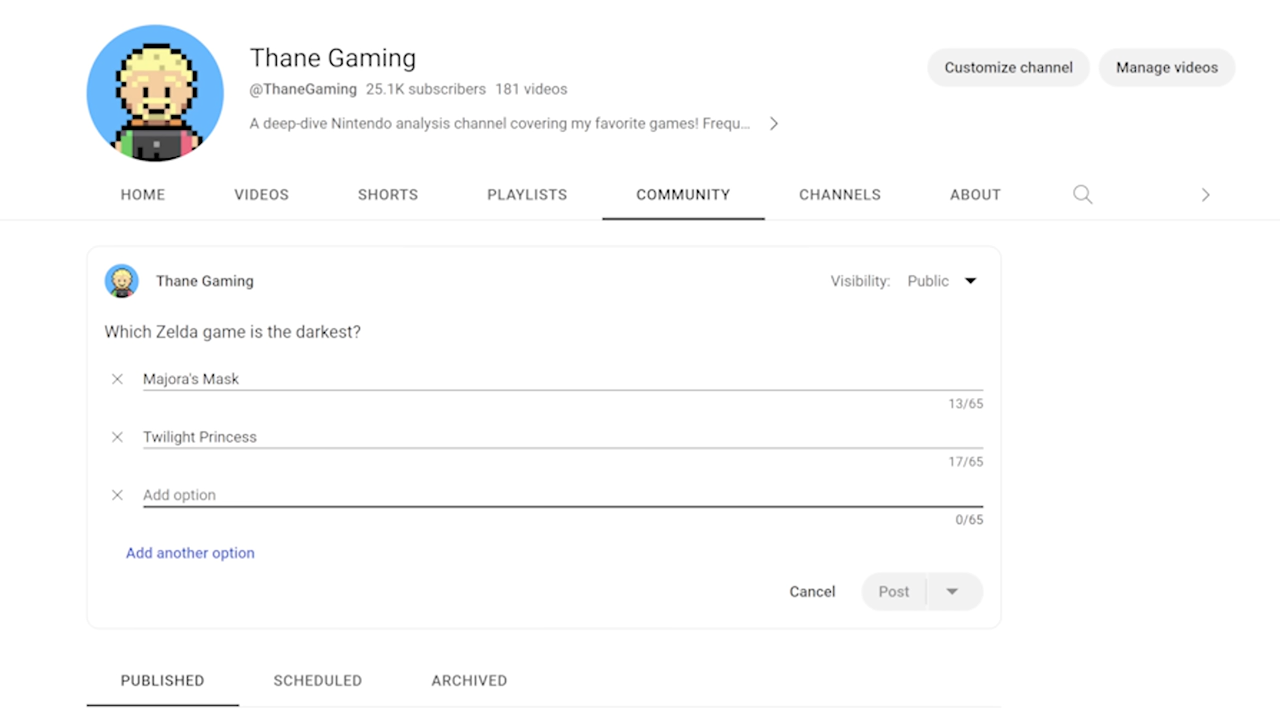 Thane Gaming
@ThaneGaming 25.1K subscribers 181 videos
A deep-dive Nintendo analysis channel covering my favorite games! Frequ...
Customize channel
Manage videos
HOME VIDEOS SHORTS PLAYLISTS COMMUNITY CHANNELS ABOUT
Thane Gaming
Visibility: Public
Which Zelda game is the darkest?
Majora's Mask
13/65
Twilight Princess
17/65
Add option
0/65
Add another option
Cancel Post
PUBLISHED SCHEDULED ARCHIVED